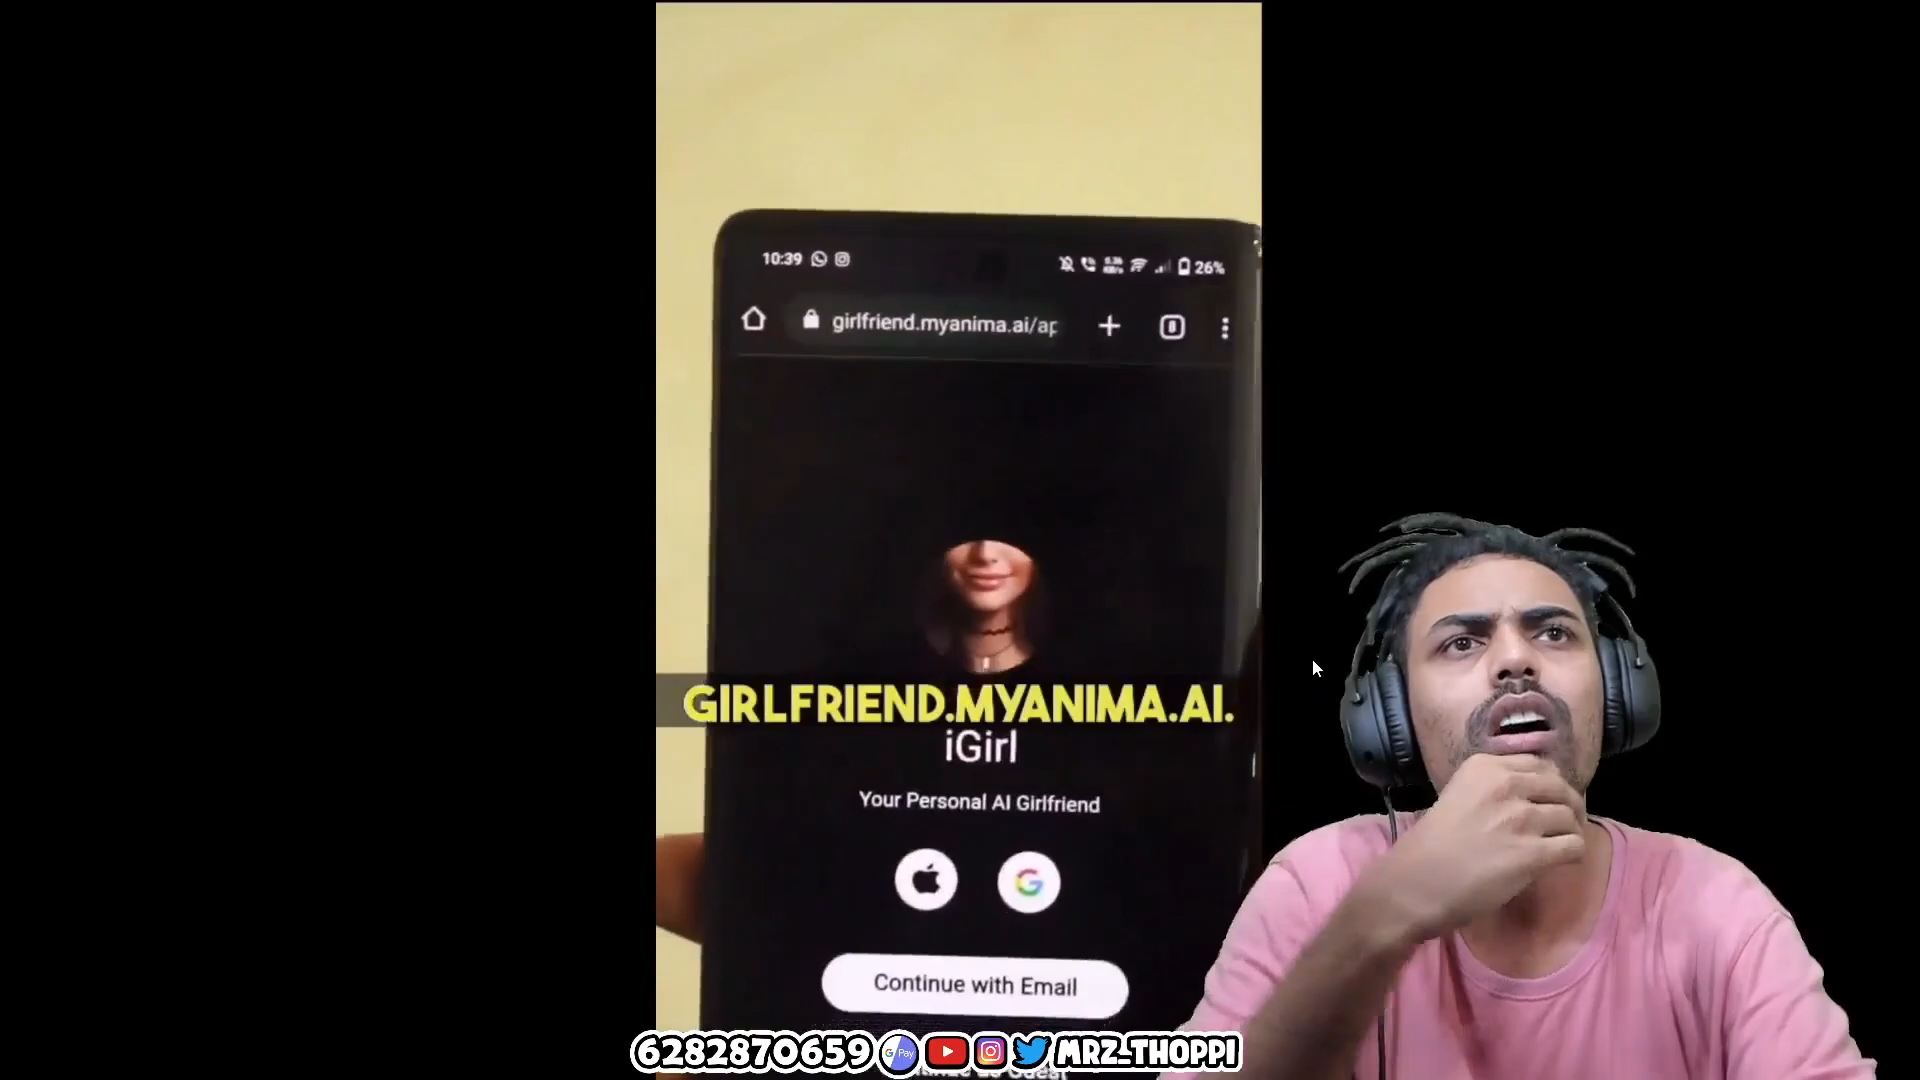 10:39
26%
girlfriend.myanima.ai/ap
GIRLFRIEND.MYANIMA.AI.
iGirl
Your Personal AI Girlfriend
Continue with Email
6282870659 G Pay MRZ_THOPPI